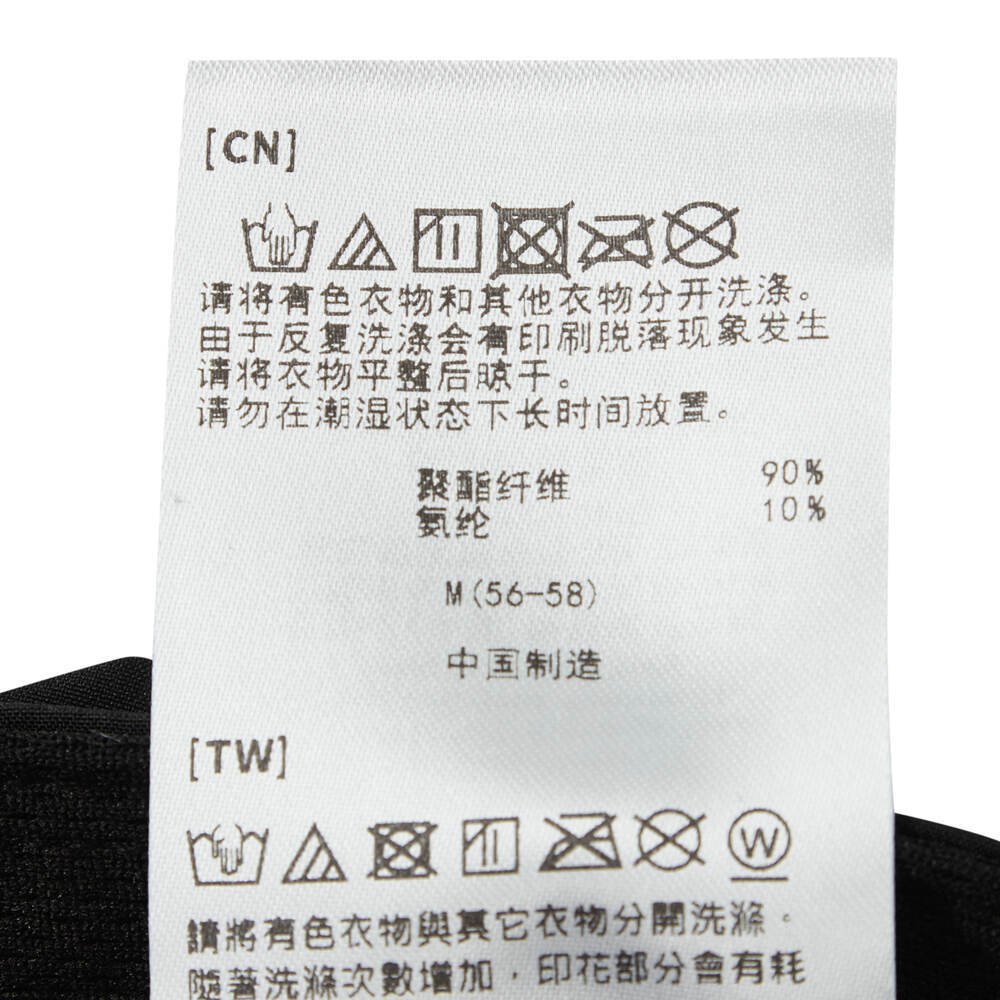 [CN]
请将有色衣物和其他衣物分开洗涤。
由于反复洗涤会有印刷脱落现象发生
请将衣物平整后晾干。
请勿在潮湿状态下长时间放置。
聚酯纤维 90%
氨纶 10%
M(56-58)
中国制造
[TW]
W
請將有色衣物與其它衣物分開洗滌。
隨著洗滌次數增加，印花部分會有耗